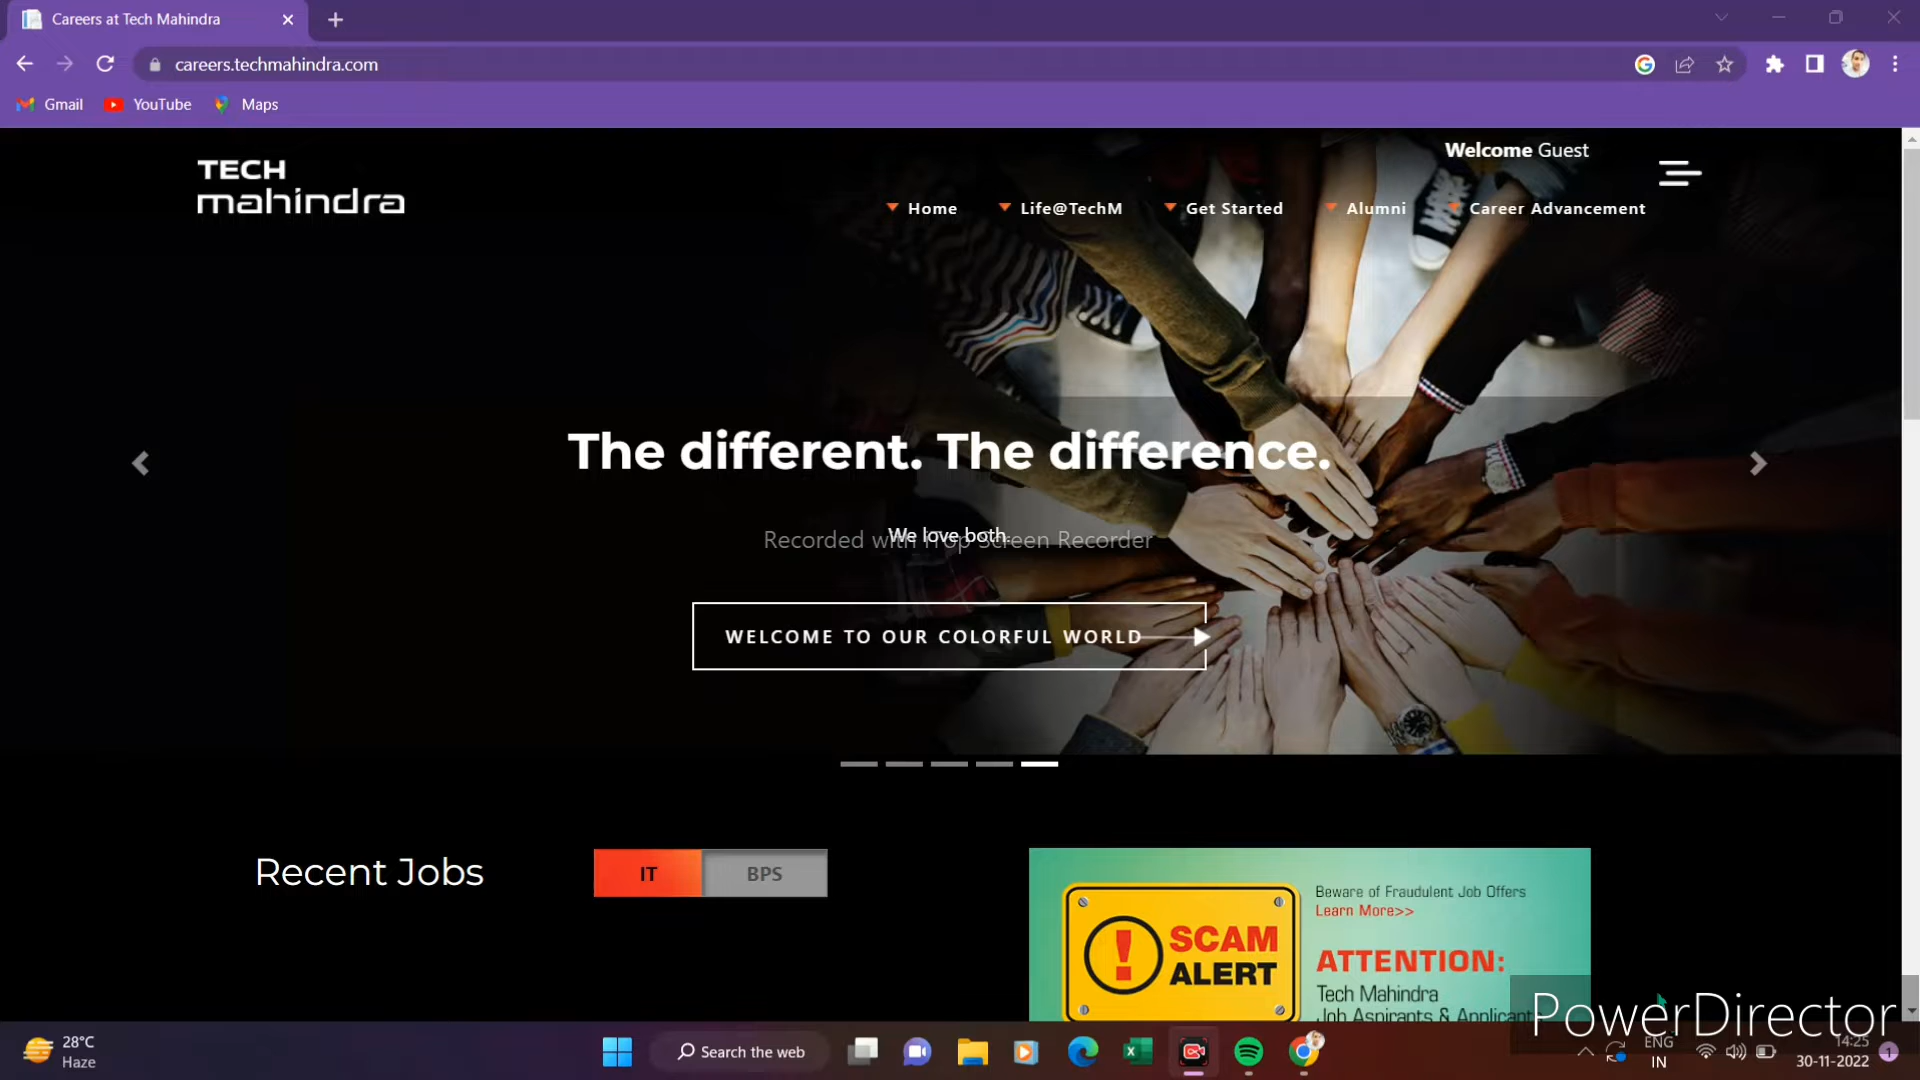 Careers at Tech Mahindra
careers.techmahindra.com
Gmail YouTube Maps
Welcome Guest
TECH
mahindra
Home Life@TechM Get Started Alumni Career Advancement
The different. The difference.
We love both.
Recorded with iTop Screen Recorder
WELCOME TO OUR COLORFUL WORLD
Recent Jobs IT BPS
Beware of Fraudulent Job Offers
Learn More>>
SCAM
ALERT
ATTENTION:
Tech Mahindra
Job Aspirants & Applicant
PowerDirector
28°C
Haze
Search the web
ENG
IN
14:25
30-11-2022
1